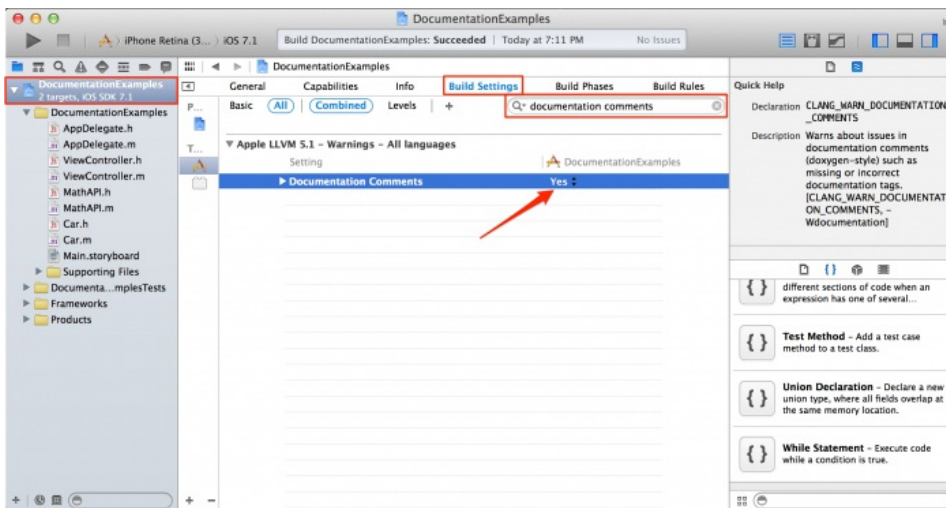 DocumentationExamples
iPhone Retina (3... iOS 7.1
Build DocumentationExamples: Succeeded | Today at 7:11 PM No Issues
DocumentationExamples
DocumentationExamples
2 targets, iOS SDK 7.1
DocumentationExamples
AppDelegate.h
AppDelegate.m
ViewController.h
ViewController.m
MathAPI.h
MathAPI.m
Car.h
Car.m
Main.storyboard
Supporting Files
Documenta...mplesTests
Frameworks
Products
General Capabilities Info Build Settings Build Phases Build Rules
P...
T...
Basic All Combined Levels +
documentation comments
Apple LLVM 5.1 – Warnings – All languages
Setting DocumentationExamples
Documentation Comments Yes
Quick Help
Declaration CLANG_WARN_DOCUMENTATION
_COMMENTS
Description Warns about issues in
documentation comments
(doxygen-style) such as
missing or incorrect
documentation tags.
[CLANG_WARN_DOCUMENTAT
ON_COMMENTS, –
Wdocumentation]
{ }
{ } different sections of code when an
expression has one of several...
{ } Test Method – Add a test case
method to a test class.
{ } Union Declaration – Declare a new
union type, where all fields overlap at
the same memory location.
{ } While Statement – Execute code
while a condition is true.